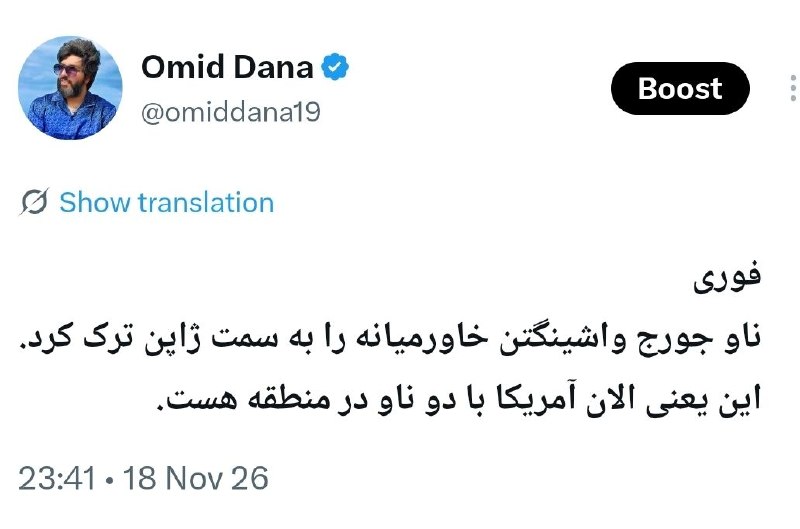 Omid Dana
@omiddana19
Boost
Show translation
فوری
ناو جورج واشینگتن خاورمیانه را به سمت ژاپن ترک کرد.
این یعنی الان آمریکا با دو ناو در منطقه هست.
23:41 • 18 Nov 26